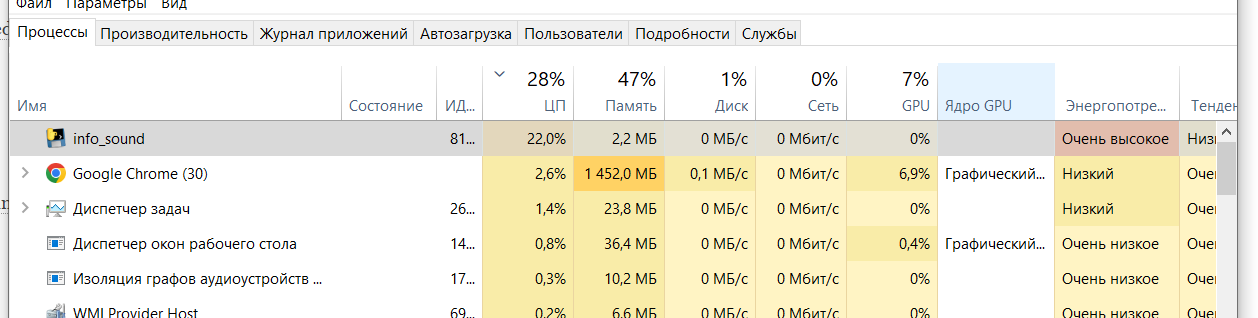 Файл Параметры Вид
Процессы Производительность Журнал приложений Автозагрузка Пользователи Подробности Службы
28% 47% 1% 0% 7%
Имя Состояние ИД... ЦП Память Диск Сеть GPU Ядро GPU Энергопотре... Тенден
info_sound 81... 22,0% 2,2 МБ 0 МБ/с 0 Мбит/с 0% Очень высокое Низк
Google Chrome (30) 2,6% 1 452,0 МБ 0,1 МБ/с 0 Мбит/с 6,9% Графический... Низкий Оче
Диспетчер задач 26... 1,4% 23,8 МБ 0 МБ/с 0 Мбит/с 0% Низкий Оче
Диспетчер окон рабочего стола 14... 0,8% 36,4 МБ 0 МБ/с 0 Мбит/с 0,4% Графический... Очень низкое Оче
Изоляция графов аудиоустройств ... 17... 0,3% 10,2 МБ 0 МБ/с 0 Мбит/с 0% Очень низкое Оче
WMI Provider Host 69... 0,2% 6,6 МБ 0 МБ/с 0 Мбит/с 0% Очень низкое Оче